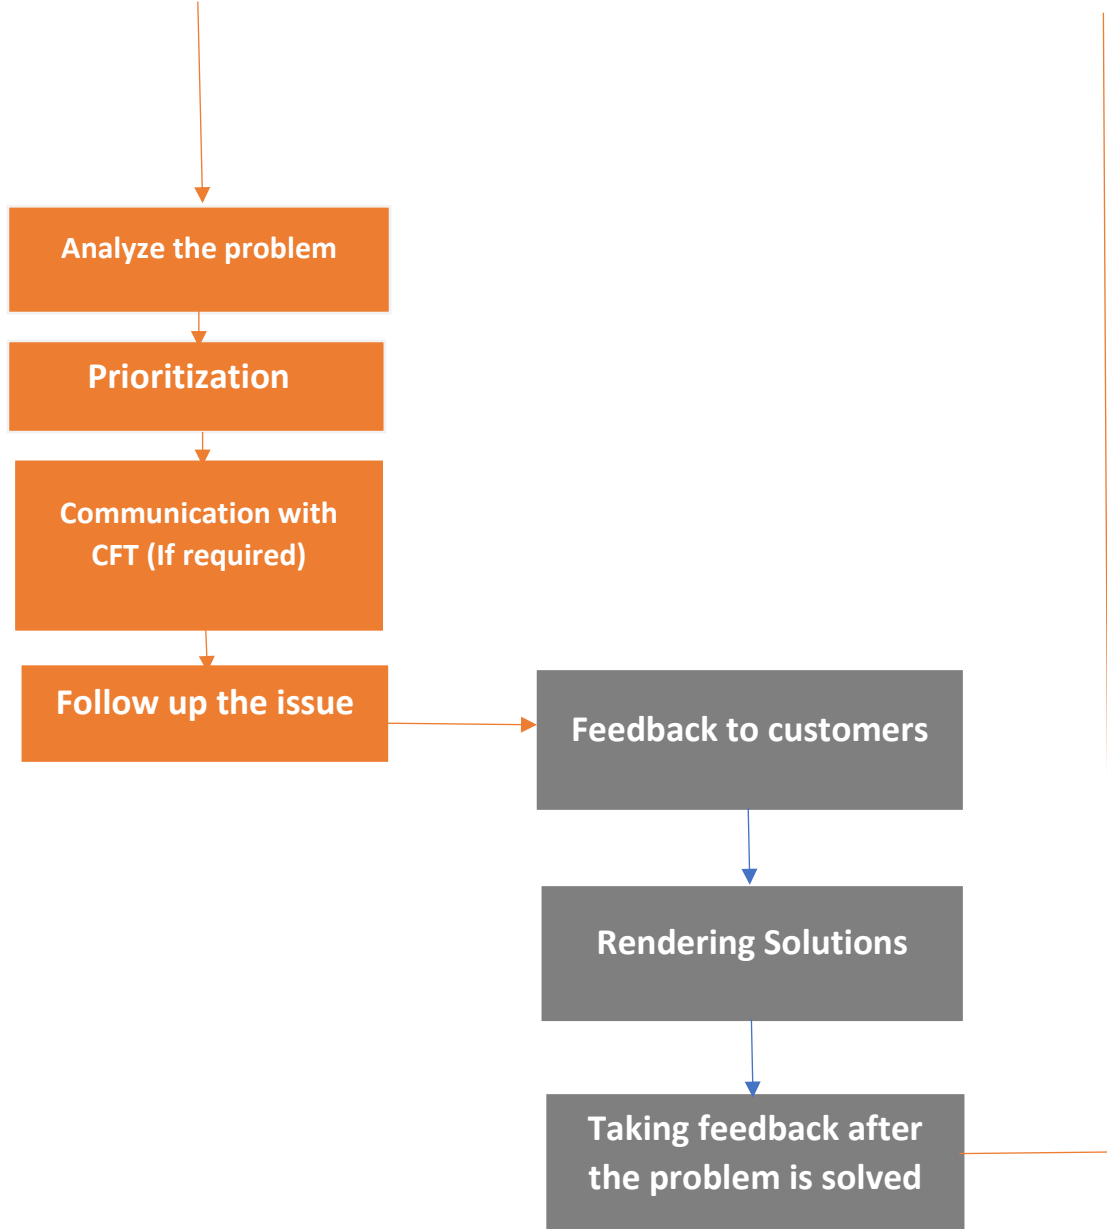 Analyze the problem
Prioritization
Communication with
CFT (If required)
Follow up the issue
Feedback to customers
Rendering Solutions
Taking feedback after
the problem is solved